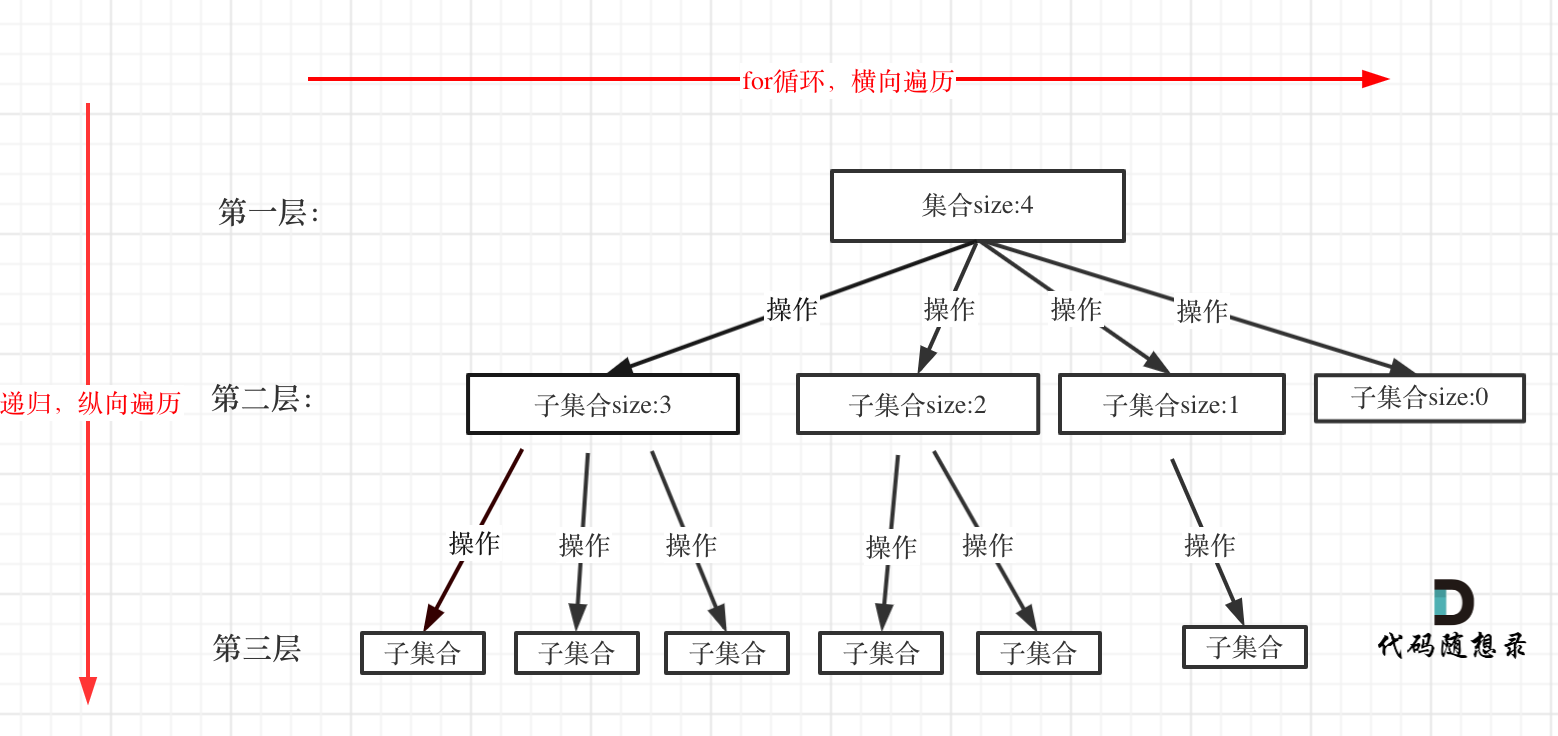 for循环，横向遍历
第一层：
集合size:4
操作
操作
操作
操作
递归，纵向遍历
第二层：
子集合size:3
子集合size:2
子集合size:1
子集合size:0
操作
操作
操作
操作
操作
操作
第三层
子集合
子集合
子集合
子集合
子集合
子集合
代码随想录